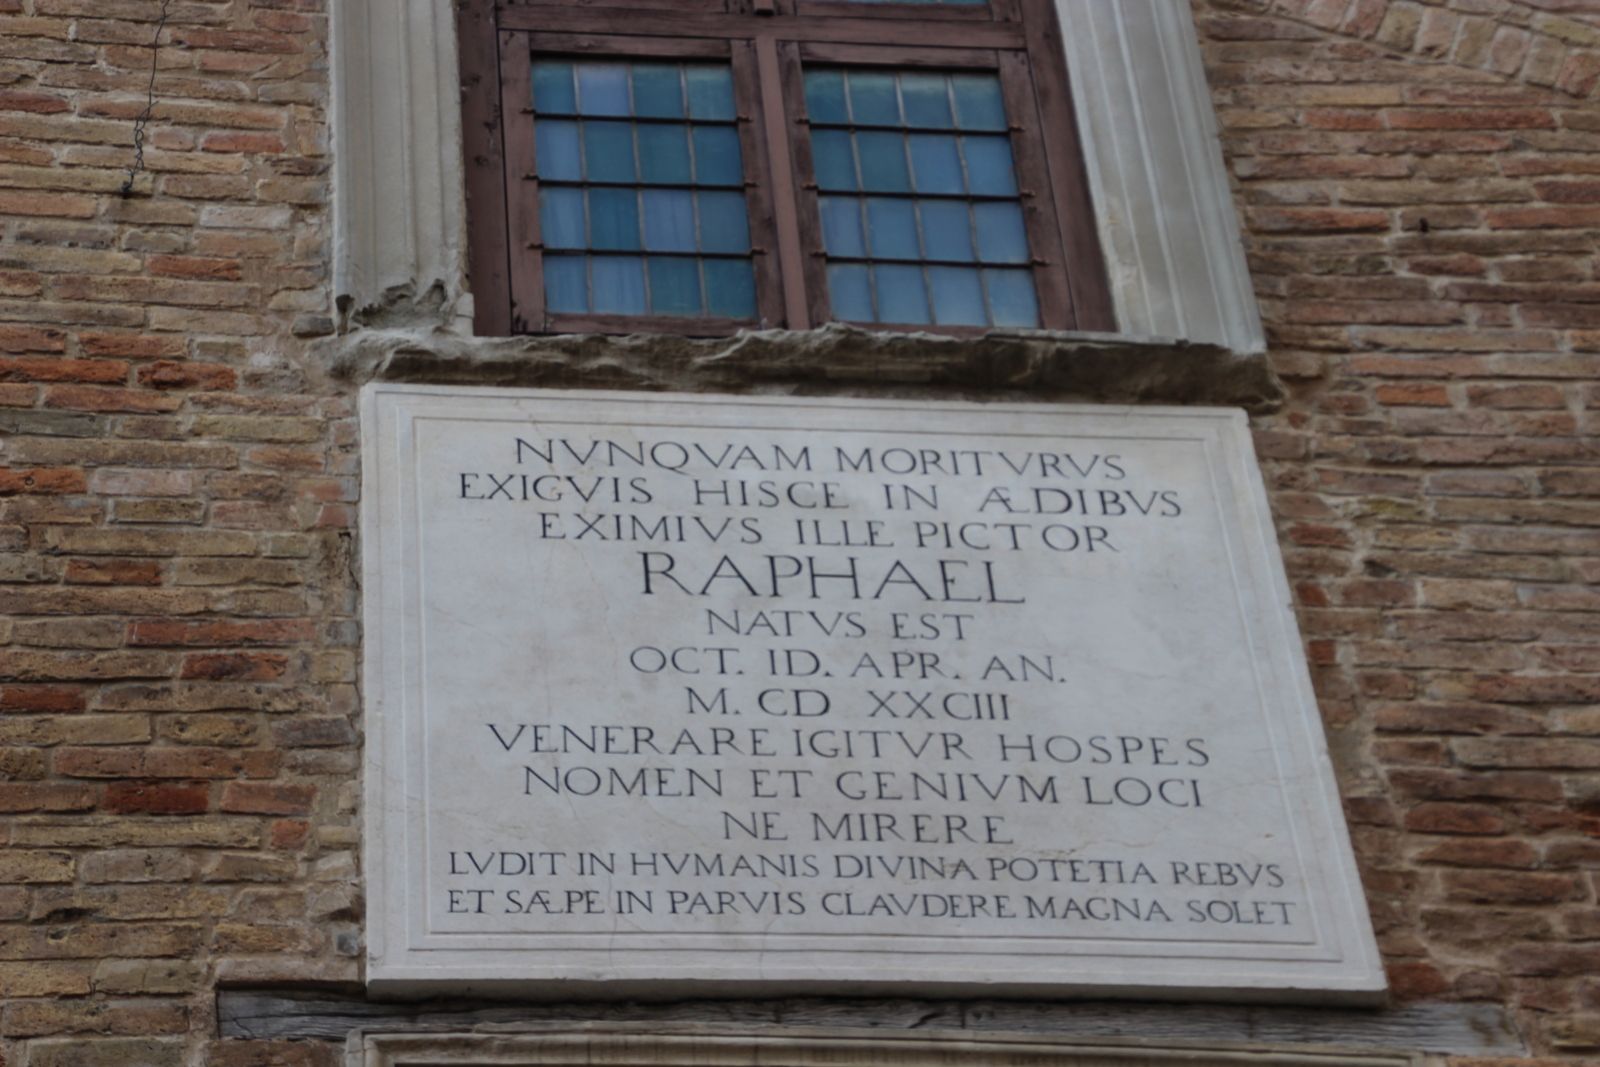 NVNQVAM MORITVRVS
EXIGVIS HISCE IN ÆDIBVS
EXIMIVS ILLE PICTOR
RAPHAEL
NATVS EST
OCT. ID. APR. AN.
M. CD XXCIII
VENERARE IGITVR HOSPES
NOMEN ET GENIVM LOCI
NE MIRERE
LVDIT IN HVMANIS DIVINA POTETIA REBVS
ET SÆPE IN PARVIS CLAVDERE MAGNA SOLET